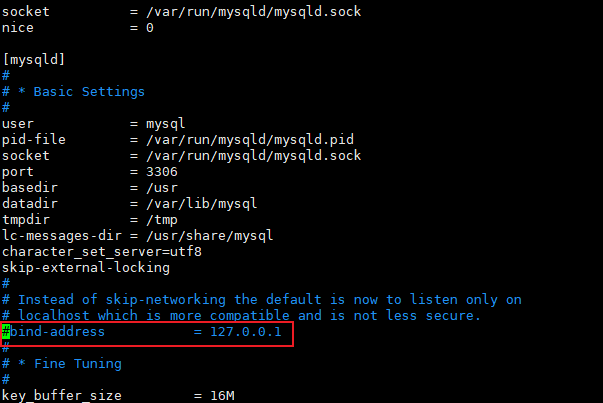 socket          = /var/run/mysqld/mysqld.sock
nice            = 0
[mysqld]
#
# * Basic Settings
#
user            = mysql
pid-file        = /var/run/mysqld/mysqld.pid
socket          = /var/run/mysqld/mysqld.sock
port            = 3306
basedir         = /usr
datadir         = /var/lib/mysql
tmpdir          = /tmp
lc-messages-dir = /usr/share/mysql
character_set_server=utf8
skip-external-locking
#
# Instead of skip-networking the default is now to listen only on
# localhost which is more compatible and is not less secure.
#bind-address           = 127.0.0.1
#
# * Fine Tuning
#
key_buffer_size         = 16M